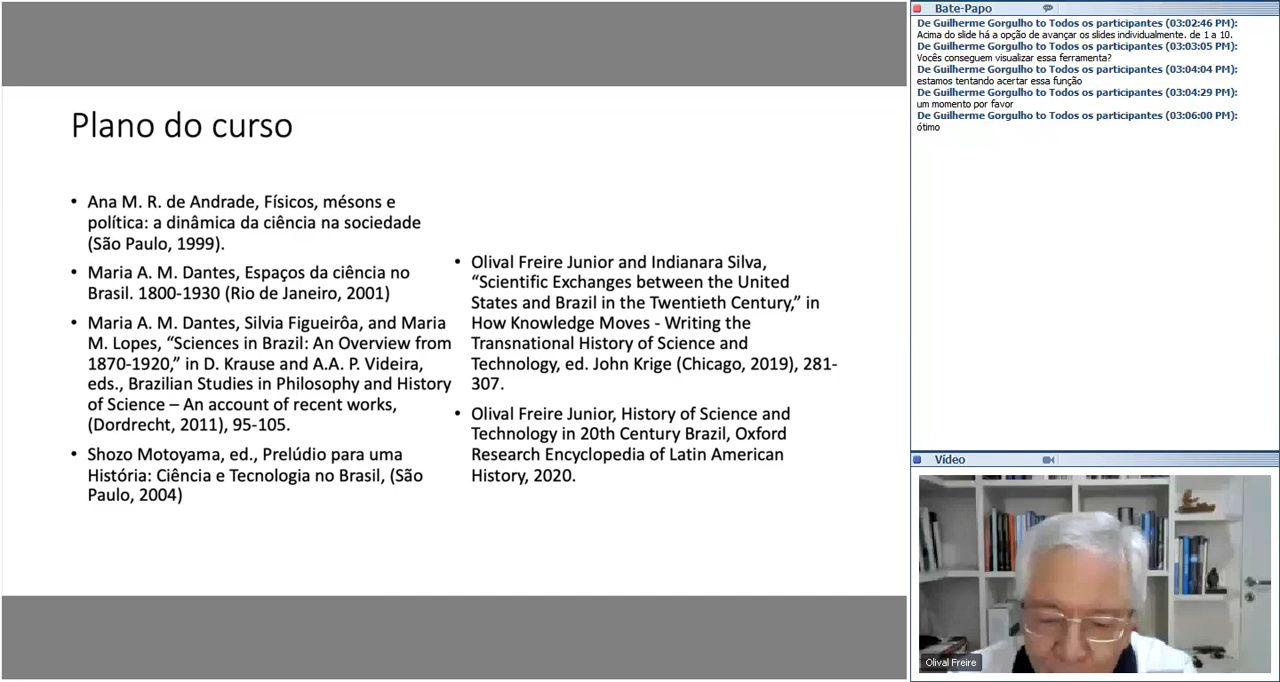 Plano do curso
• Ana M. R. de Andrade, Físicos, mésons e
política: a dinâmica da ciência na sociedade
(São Paulo, 1999).
• Maria A. M. Dantes, Espaços da ciência no
Brasil. 1800-1930 (Rio de Janeiro, 2001)
• Maria A. M. Dantes, Silvia Figueirôa, and Maria
M. Lopes, “Sciences in Brazil: An Overview from
1870-1920,” in D. Krause and A.A. P. Videira,
eds., Brazilian Studies in Philosophy and History
of Science – An account of recent works,
(Dordrecht, 2011), 95-105.
• Shozo Motoyama, ed., Prelúdio para uma
História: Ciência e Tecnologia no Brasil, (São
Paulo, 2004)
• Olival Freire Junior and Indianara Silva,
“Scientific Exchanges between the United
States and Brazil in the Twentieth Century,” in
How Knowledge Moves - Writing the
Transnational History of Science and
Technology, ed. John Krige (Chicago, 2019), 281-
307.
• Olival Freire Junior, History of Science and
Technology in 20th Century Brazil, Oxford
Research Encyclopedia of Latin American
History, 2020.
Bate-Papo
De Guilherme Gorgulho to Todos os participantes (03:02:46 PM):
Acima do slide há a opção de avançar os slides individualmente. de 1 a 10.
De Guilherme Gorgulho to Todos os participantes (03:03:05 PM):
Vocês conseguem visualizar essa ferramenta?
De Guilherme Gorgulho to Todos os participantes (03:04:04 PM):
estamos tentando acertar essa função
De Guilherme Gorgulho to Todos os participantes (03:04:29 PM):
um momento por favor
De Guilherme Gorgulho to Todos os participantes (03:06:00 PM):
ótimo
Vídeo
Olival Freire